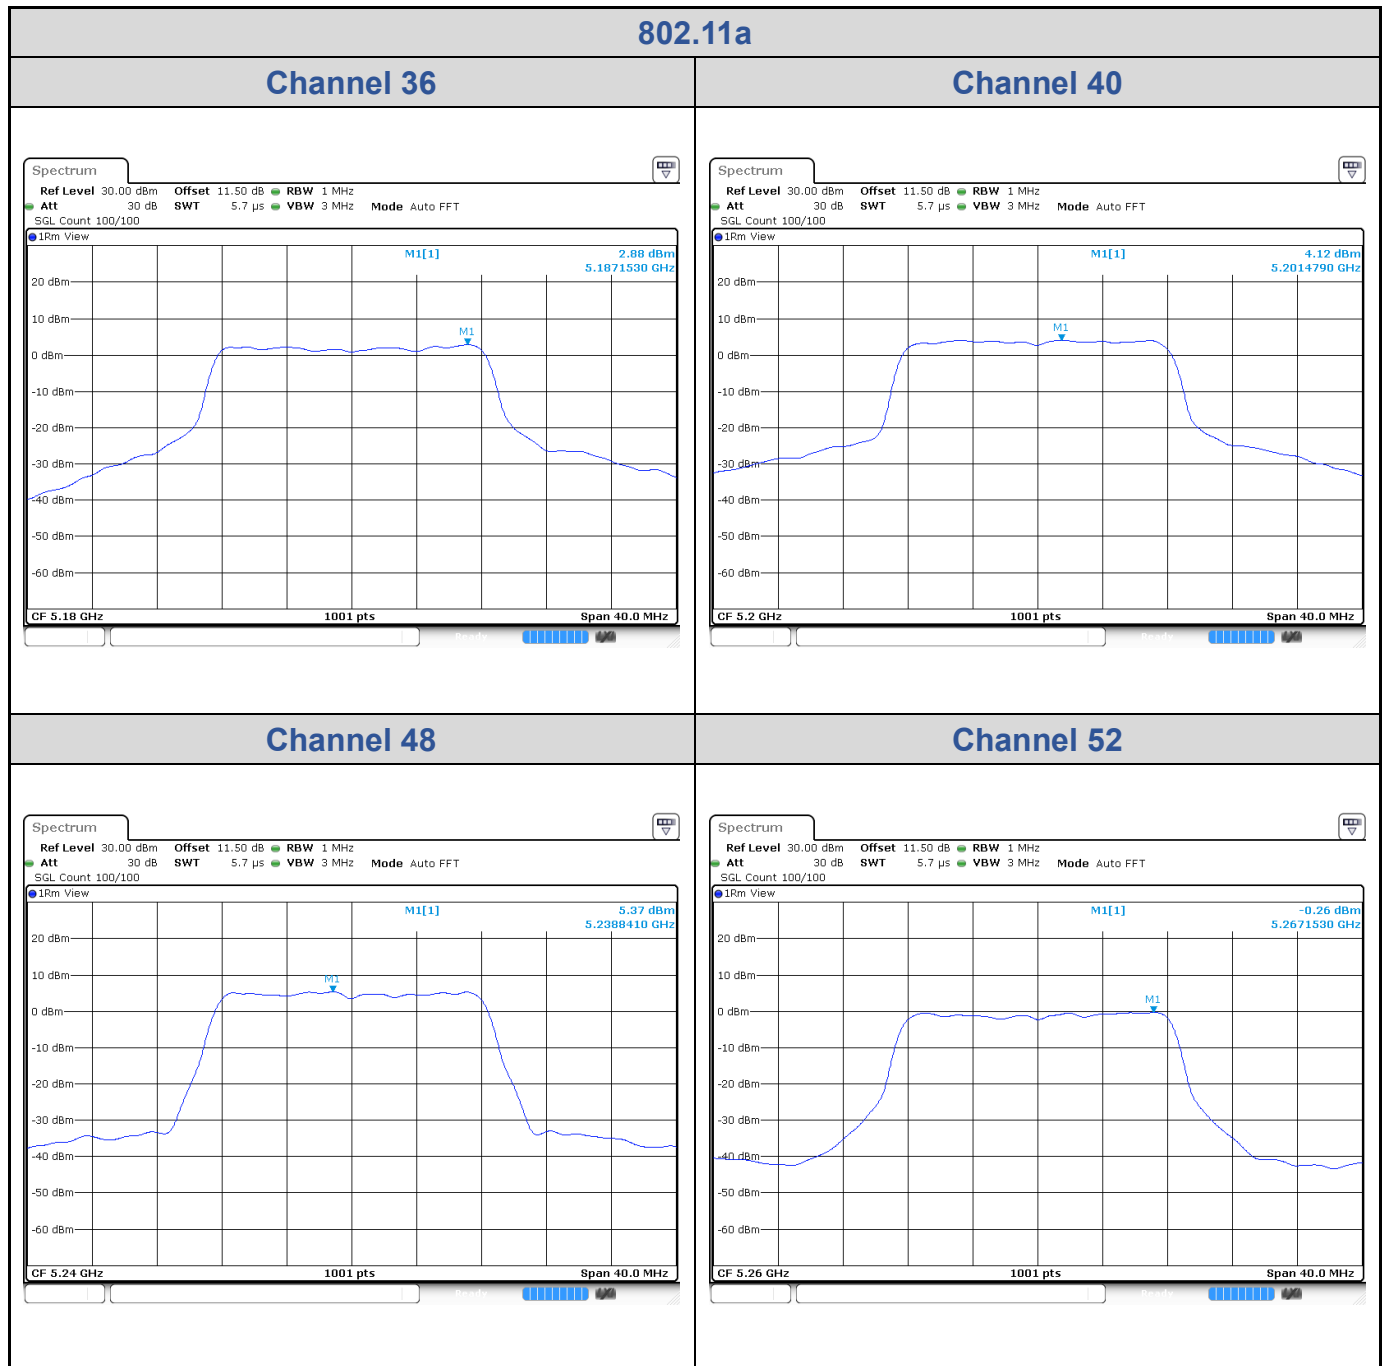 802.11a
Channel 36
Channel 40
Spectrum
Ref Level 30.00 dBm Offset 11.50 dB RBW 1 MHz
Att 30 dB SWT 5.7 µs VBW 3 MHz Mode Auto FFT
SGL Count 100/100
1Rm View
M1[1] 2.88 dBm
5.1871530 GHz
20 dBm
10 dBm
M1
0 dBm
-10 dBm
-20 dBm
-30 dBm
-40 dBm
-50 dBm
-60 dBm
CF 5.18 GHz 1001 pts Span 40.0 MHz
Ready
Spectrum
Ref Level 30.00 dBm Offset 11.50 dB RBW 1 MHz
Att 30 dB SWT 5.7 µs VBW 3 MHz Mode Auto FFT
SGL Count 100/100
1Rm View
M1[1] 4.12 dBm
5.2014790 GHz
20 dBm
10 dBm
M1
0 dBm
-10 dBm
-20 dBm
-30 dBm
-40 dBm
-50 dBm
-60 dBm
CF 5.2 GHz 1001 pts Span 40.0 MHz
Ready
Channel 48
Channel 52
Spectrum
Ref Level 30.00 dBm Offset 11.50 dB RBW 1 MHz
Att 30 dB SWT 5.7 µs VBW 3 MHz Mode Auto FFT
SGL Count 100/100
1Rm View
M1[1] 5.37 dBm
5.2388410 GHz
20 dBm
10 dBm
M1
0 dBm
-10 dBm
-20 dBm
-30 dBm
-40 dBm
-50 dBm
-60 dBm
CF 5.24 GHz 1001 pts Span 40.0 MHz
Ready
Spectrum
Ref Level 30.00 dBm Offset 11.50 dB RBW 1 MHz
Att 30 dB SWT 5.7 µs VBW 3 MHz Mode Auto FFT
SGL Count 100/100
1Rm View
M1[1] -0.26 dBm
5.2671530 GHz
20 dBm
10 dBm
M1
0 dBm
-10 dBm
-20 dBm
-30 dBm
-40 dBm
-50 dBm
-60 dBm
CF 5.26 GHz 1001 pts Span 40.0 MHz
Ready